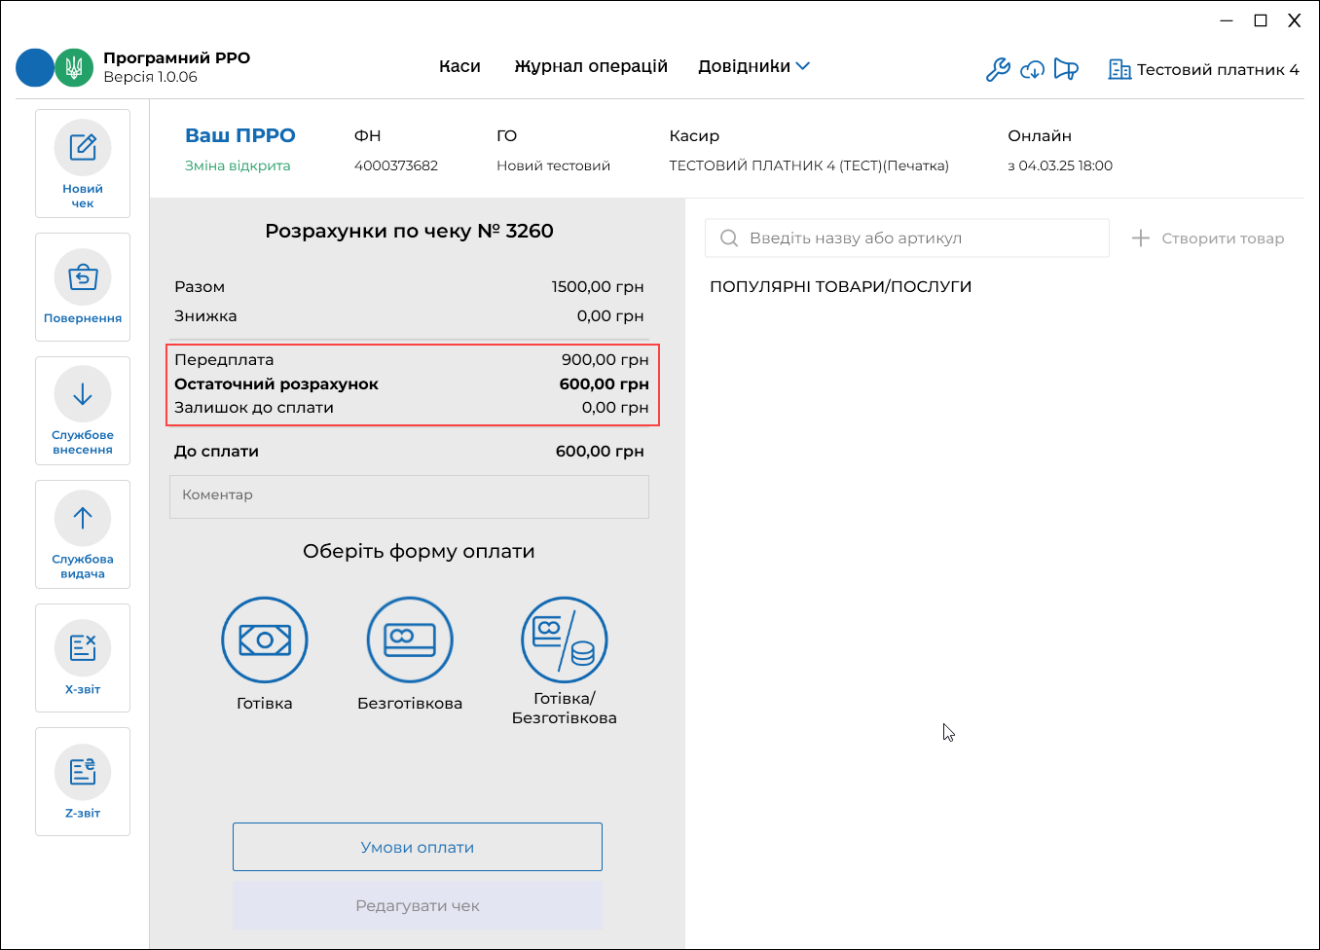 Програмний РРО
Версія 1.0.06
Каси
Журнал операцій
Довідники
Тестовий платник 4
Новий
чек
Повернення
Службове
внесення
Службова
видача
X-звіт
Z-звіт
Ваш ПРРО
Зміна відкрита
ФН
4000373682
ГО
Новий тестовий
Касир
ТЕСТОВИЙ ПЛАТНИК 4 (ТЕСТ)(Печатка)
Онлайн
з 04.03.25 18:00
Розрахунки по чеку № 3260
Разом 1500,00 грн
Знижка 0,00 грн
Передплата 900,00 грн
Остаточний розрахунок 600,00 грн
Залишок до сплати 0,00 грн
До сплати 600,00 грн
Коментар
Оберіть форму оплати
Готівка
Безготівкова
Готівка/
Безготівкова
Умови оплати
Редагувати чек
Введіть назву або артикул
Створити товар
ПОПУЛЯРНІ ТОВАРИ/ПОСЛУГИ